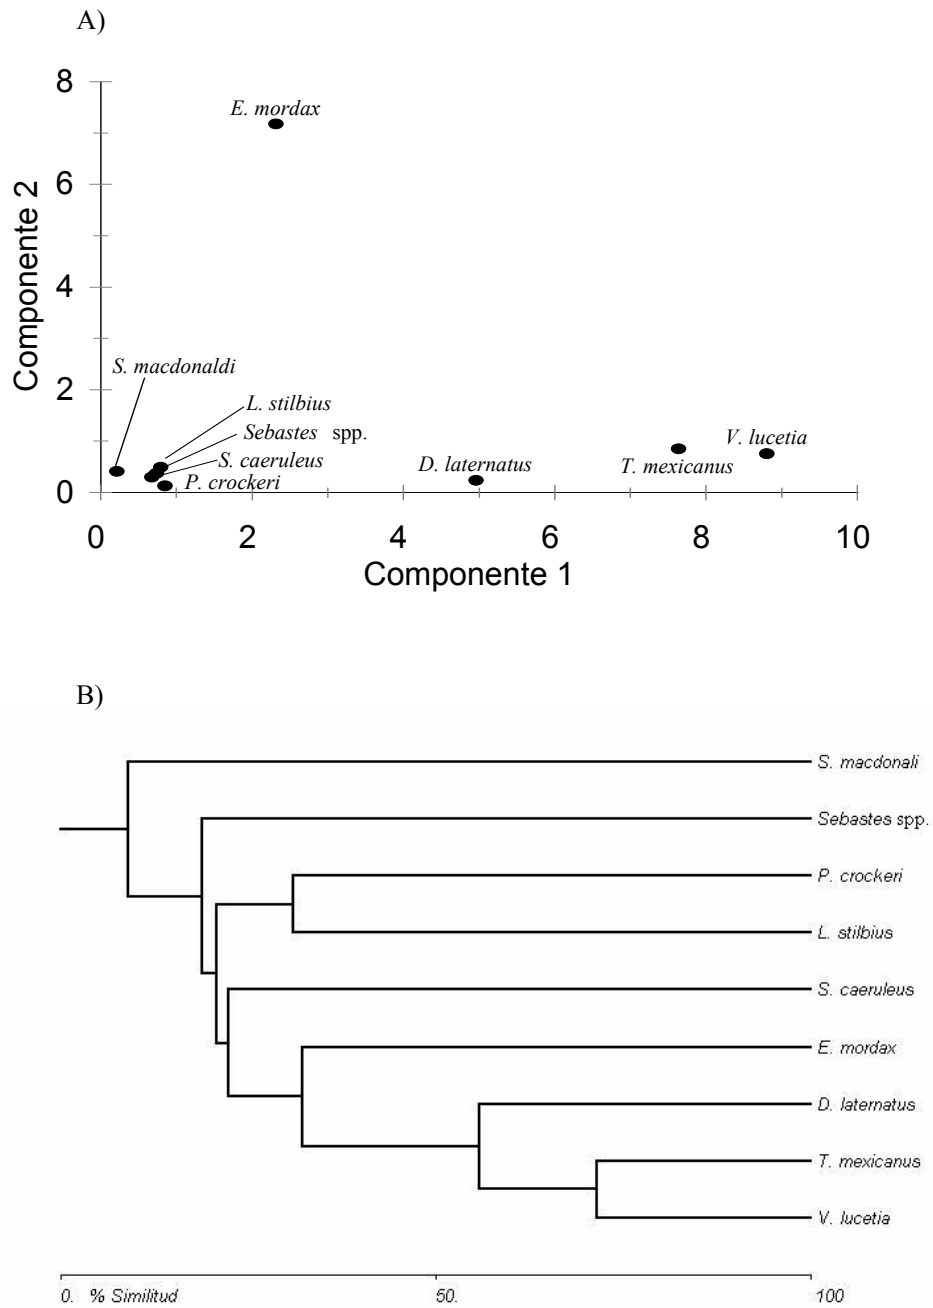 A)
8
E. mordax
6
Componente 2
4
S. macdonaldi
2
L. stilbius
Sebastes spp.
S. caeruleus
P. crockeri
D. laternatus
T. mexicanus
V. lucetia
0
0 2 4 6 8 10
Componente 1
B)
S. macdonali
Sebastes spp.
P. crockeri
L. stilbius
S. caeruleus
E. mordax
D. laternatus
T. mexicanus
V. lucetia
0. % Similitud 50. 100